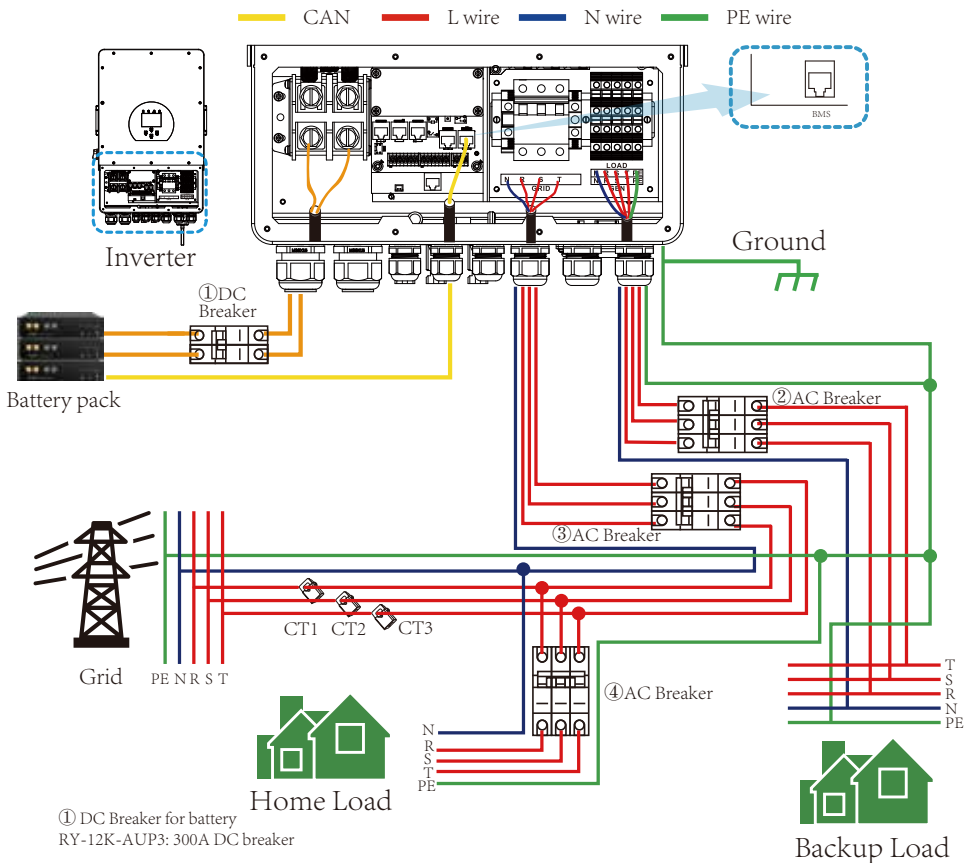 CAN L wire N wire PE wire
BMS
LOAD
N R S T PE
N R S T PE
GEN
N R S T
GRID
Inverter
Ground
①DC
Breaker
Battery pack
②AC Breaker
③AC Breaker
CT1 CT2 CT3
Grid
PE N R S T
④AC Breaker
T
S
R
N
PE
N
R
S
T
PE
Home Load
Backup Load
① DC Breaker for battery
RY-12K-AUP3: 300A DC breaker